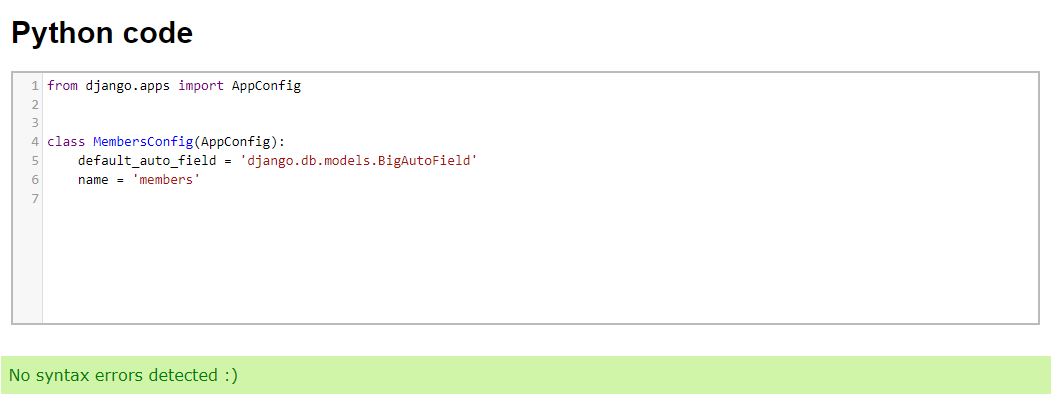 Python code
1 from django.apps import AppConfig
2
3
4 class MembersConfig(AppConfig):
5     default_auto_field = 'django.db.models.BigAutoField'
6     name = 'members'
7
No syntax errors detected :)